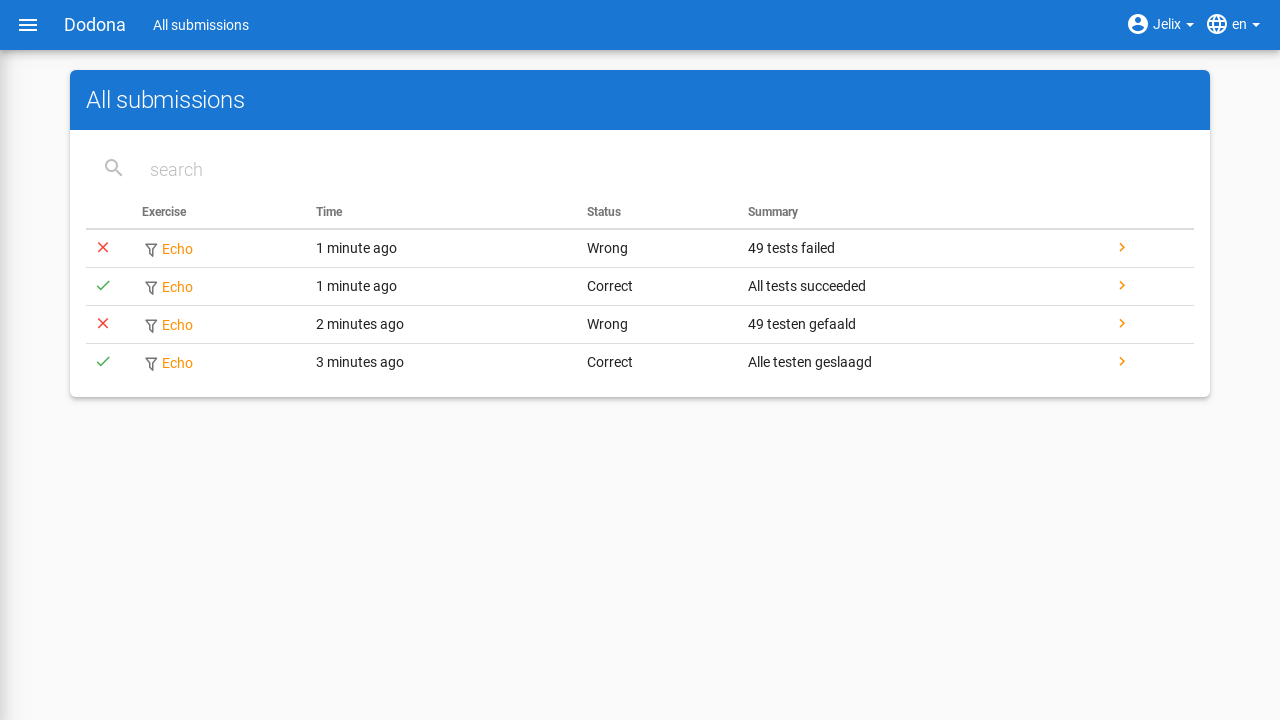 Dodona All submissions Jelix en
All submissions
search
Exercise Time Status Summary
Echo 1 minute ago Wrong 49 tests failed
Echo 1 minute ago Correct All tests succeeded
Echo 2 minutes ago Wrong 49 testen gefaald
Echo 3 minutes ago Correct Alle testen geslaagd